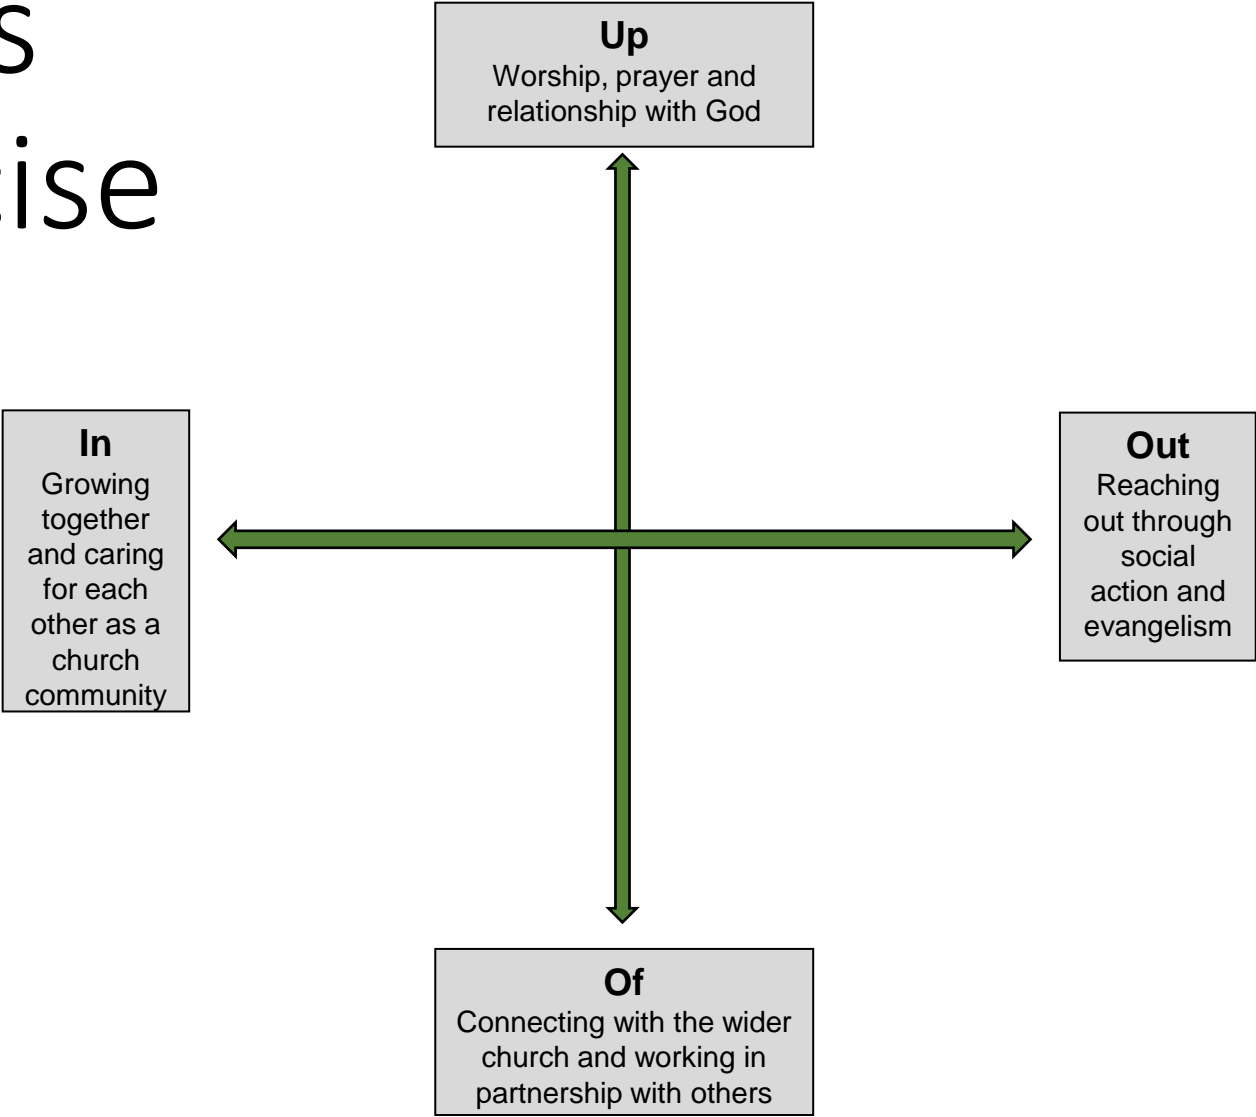 Up
Worship, prayer and
relationship with God
In
Growing
together
and caring
for each
other as a
church
community
Out
Reaching
out through
social
action and
evangelism
Of
Connecting with the wider
church and working in
partnership with others